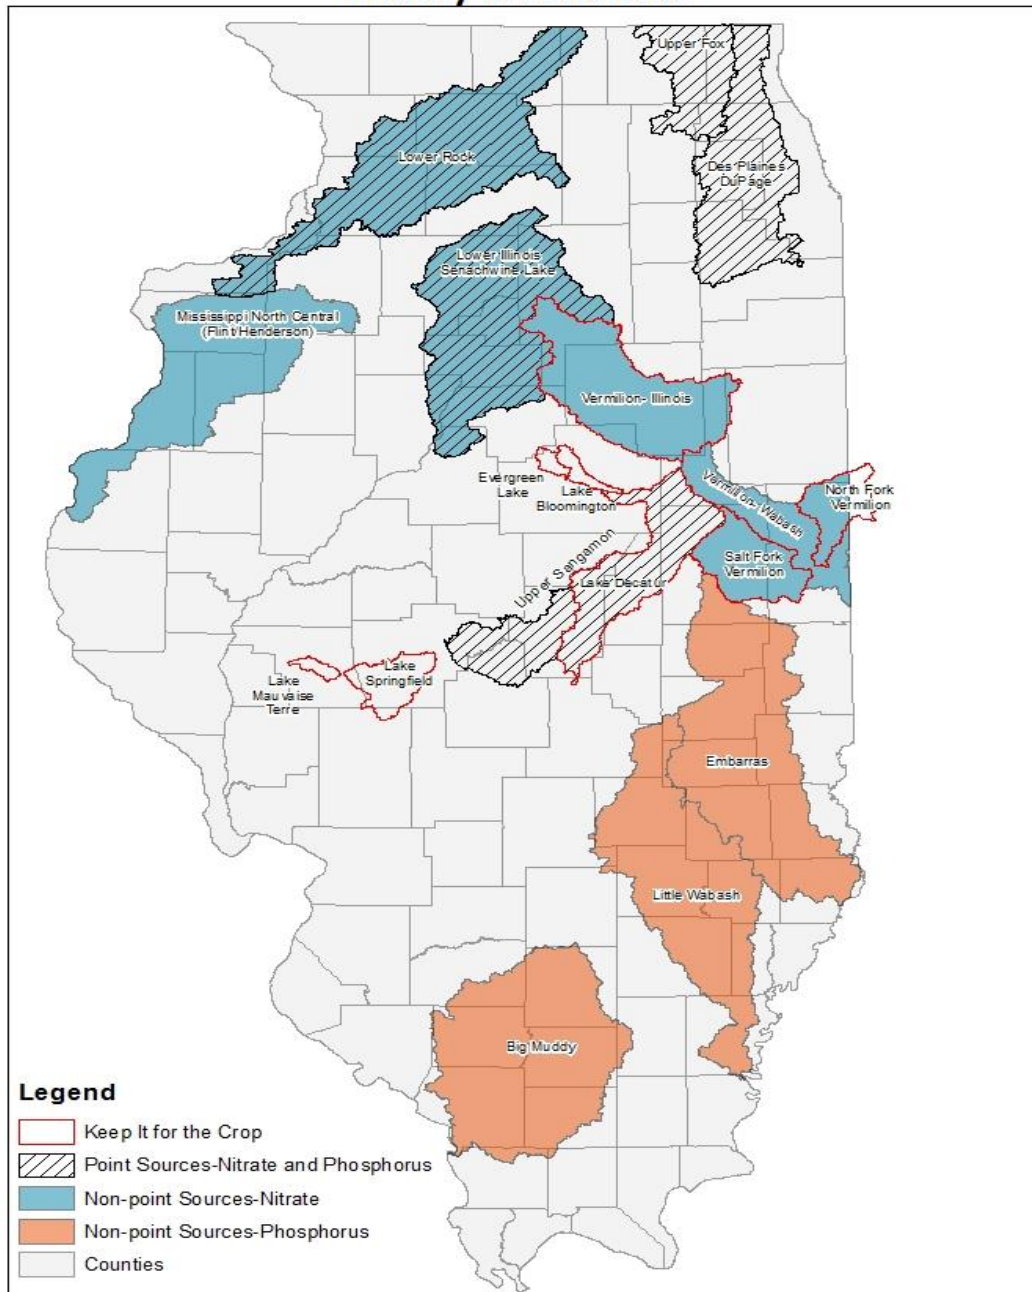 Upper Fox
Lower Rock
Des Plaines
DuPage
Lower Illinois
Senachwine Lake
Mississippi North Central
(Flint/Henderson)
Vermilion- Illinois
Evergreen
Lake
Lake
Bloomington
Vermilion- Wabash
North Fork
Vermilion
Salt Fork
Vermilion
Upper Sangamon
Lake Decatur
Lake
Springfield
Lake
Mauvaise
Terre
Embarras
Little Wabash
Big Muddy
Legend
Keep It for the Crop
Point Sources-Nitrate and Phosphorus
Non-point Sources-Nitrate
Non-point Sources-Phosphorus
Counties